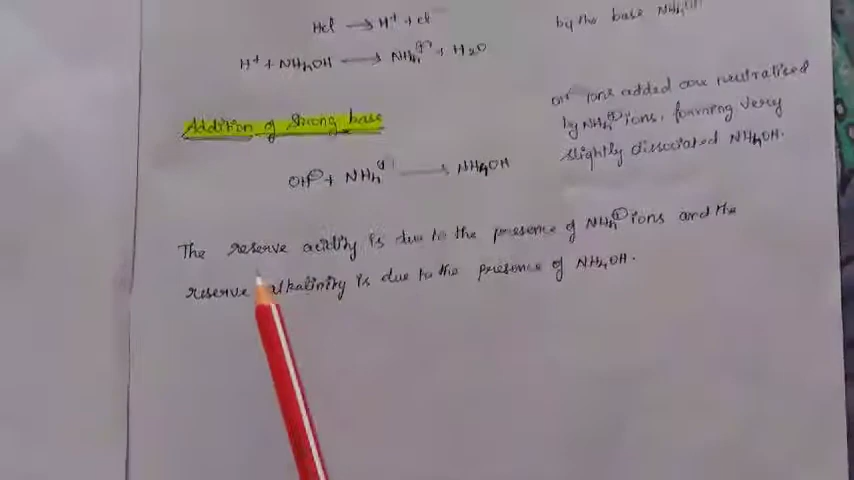 HCl → H⁺ + Cl
by the base NH₄OH
H⁺ + NH₄OH → NH₄⊕ + H₂O
Addition of strong base
OH⁻ ions added are neutralised
by NH₄⊕ ions, forming very
slightly dissociated NH₄OH.
OH⊖ + NH₄⊕ → NH₄OH
The reserve acidity is due to the presence of NH₄⊕ ions and the
reserve alkalinity is due to the presence of NH₄OH.